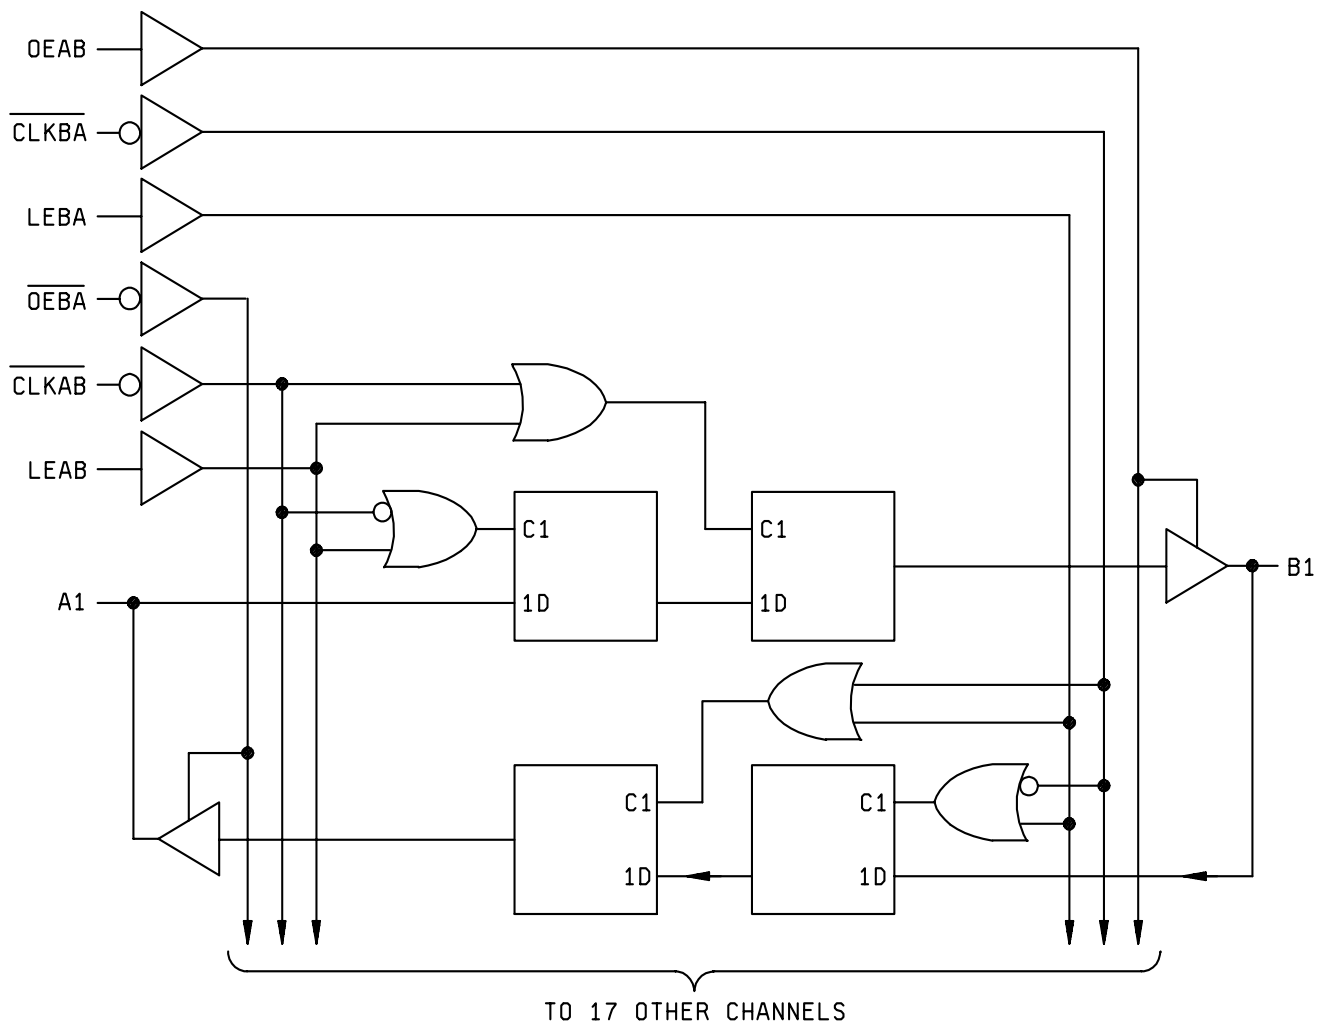 OEAB
CLKBA
LEBA
OEBA
CLKAB
LEAB
C1
C1
B1
A1
1D
1D
C1
C1
1D
1D
TO 17 OTHER CHANNELS